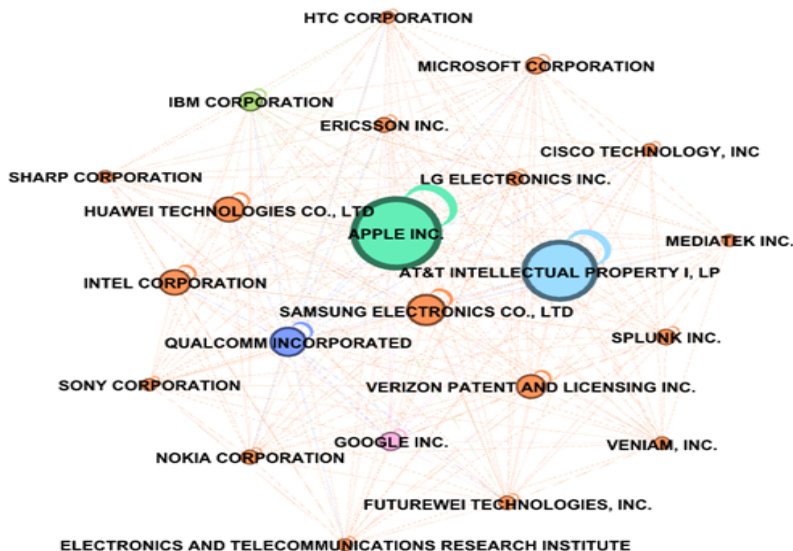 HTC CORPORATION
MICROSOFT CORPORATION
IBM CORPORATION
ERICSSON INC.
CISCO TECHNOLOGY, INC
SHARP CORPORATION
LG ELECTRONICS INC.
HUAWEI TECHNOLOGIES CO., LTD
APPLE INC.
MEDIATEK INC.
AT&T INTELLECTUAL PROPERTY I, LP
INTEL CORPORATION
SAMSUNG ELECTRONICS CO., LTD
SPLUNK INC.
QUALCOMM INCORPORATED
SONY CORPORATION
VERIZON PATENT AND LICENSING INC.
GOOGLE INC.
VENIAM, INC.
NOKIA CORPORATION
FUTUREWEI TECHNOLOGIES, INC.
ELECTRONICS AND TELECOMMUNICATIONS RESEARCH INSTITUTE